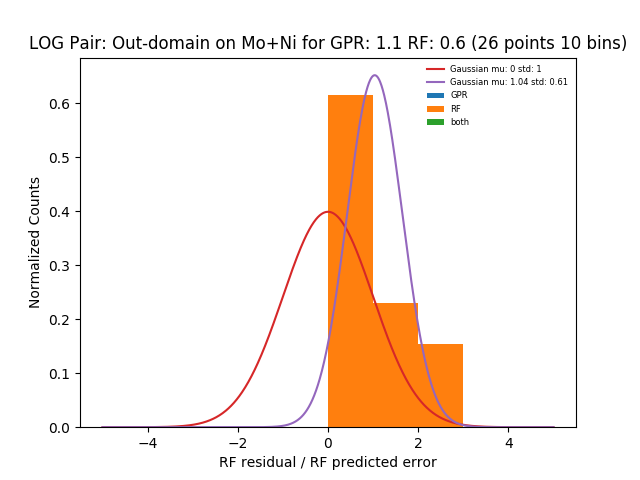 LOG Pair: Out-domain on Mo+Ni for GPR: 1.1 RF: 0.6 (26 points 10 bins)
Gaussian mu: 0 std: 1
Gaussian mu: 1.04 std: 0.61
GPR
RF
both
Normalized Counts
0.6
0.5
0.4
0.3
0.2
0.1
0.0
−4 −2 0 2 4
RF residual / RF predicted error